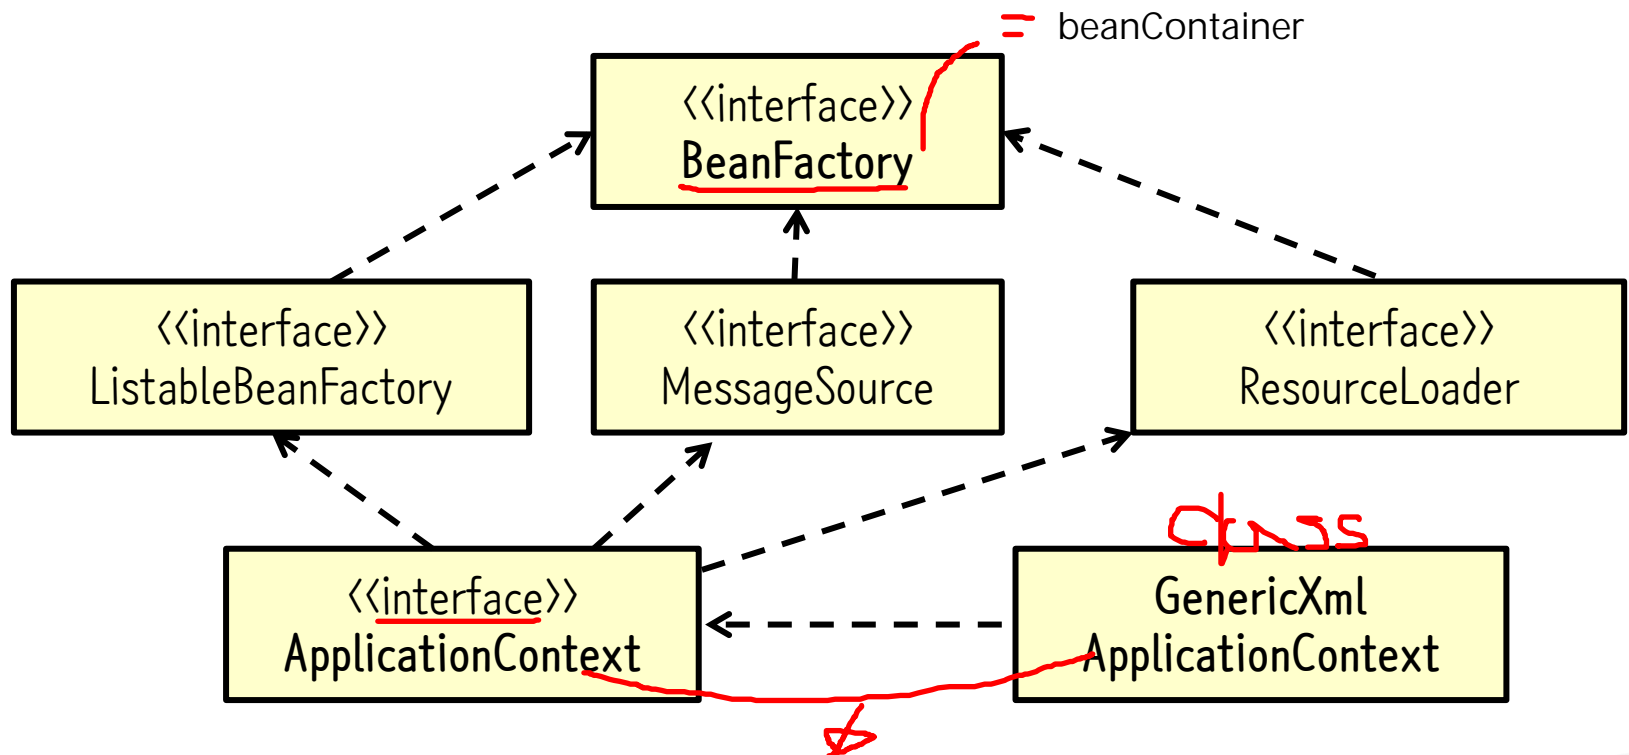 = beanContainer
<<interface>>
BeanFactory
<<interface>>
ListableBeanFactory
<<interface>>
MessageSource
<<interface>>
ResourceLoader
class
<<interface>>
ApplicationContext
GenericXml
ApplicationContext